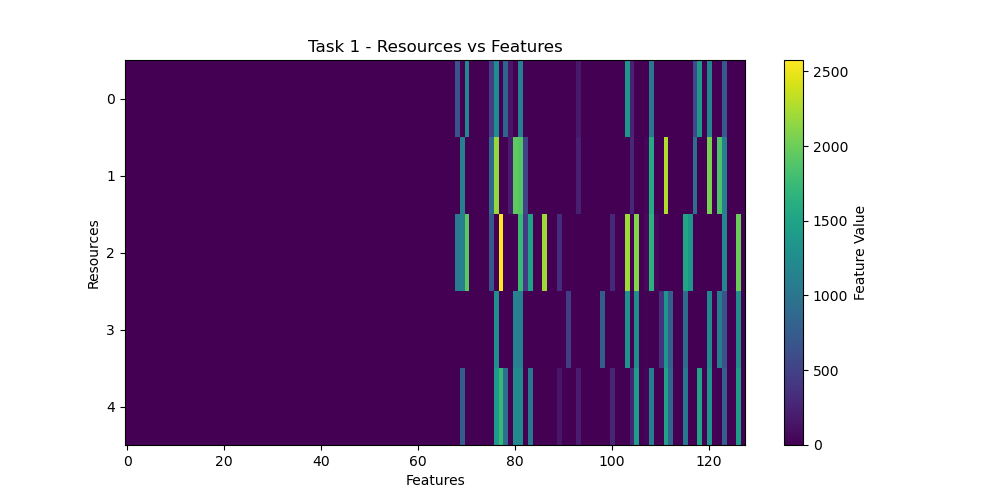 Task 1 - Resources vs Features
Resources
0
1
2
3
4
0 20 40 60 80 100 120
Features
2500
2000
1500
1000
500
0
Feature Value